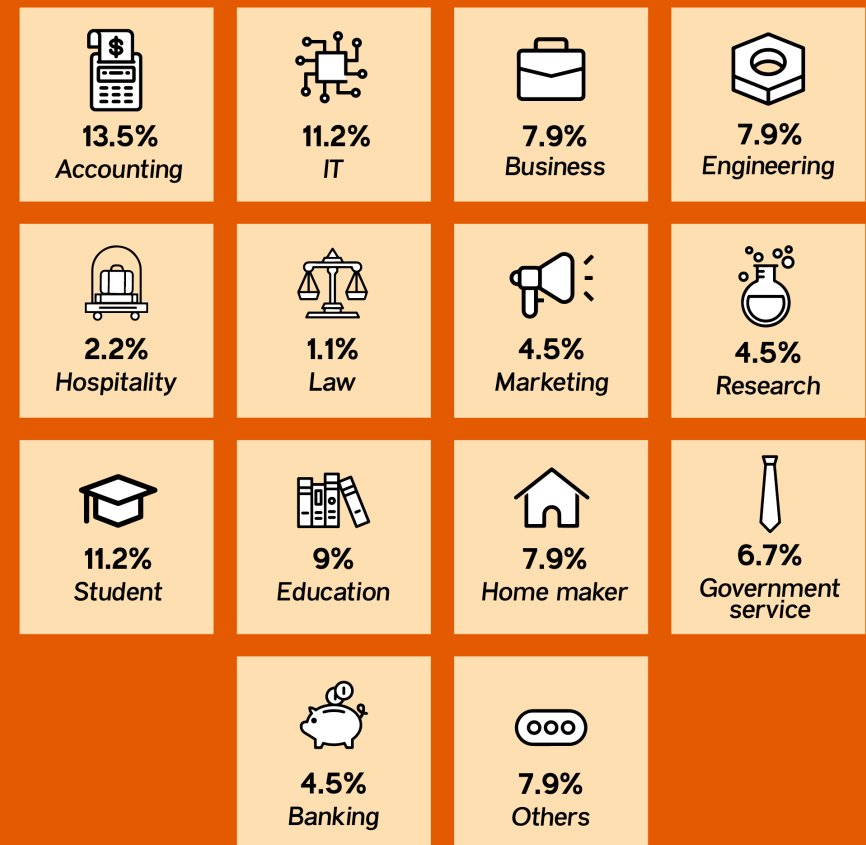 $
13.5%
Accounting
11.2%
IT
7.9%
Business
7.9%
Engineering
2.2%
Hospitality
1.1%
Law
4.5%
Marketing
4.5%
Research
11.2%
Student
9%
Education
7.9%
Home maker
6.7%
Government
service
4.5%
Banking
7.9%
Others